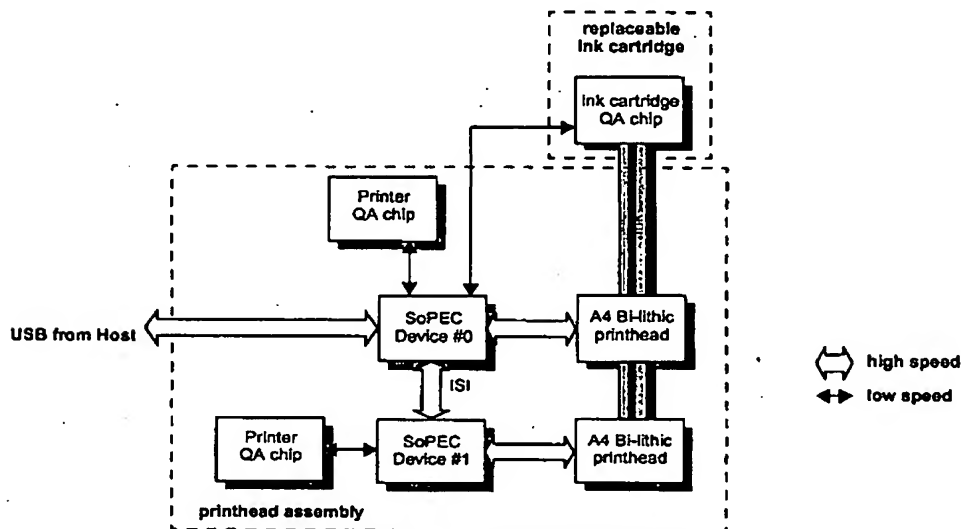 replaceable
ink cartridge
Ink cartridge
QA chip
Printer
QA chip
USB from Host
SoPEC
Device #0
A4 Bi-lithic
printhead
high speed
low speed
ISI
Printer
QA chip
SoPEC
Device #1
A4 Bi-lithic
printhead
printhead assembly